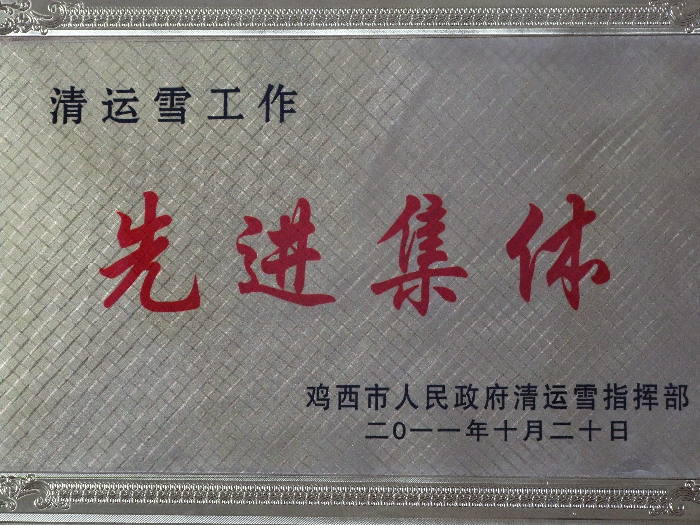 清运雪工作
先进集体
鸡西市人民政府清运雪指挥部
二0一一年十月二十日